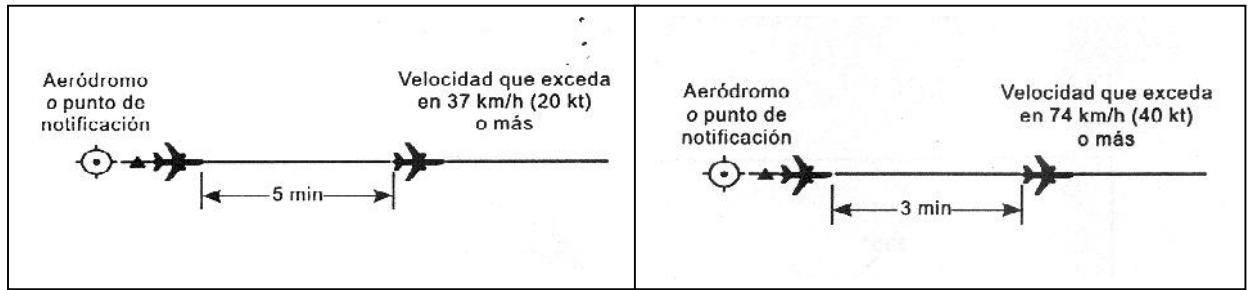 Aeródromo
o punto de
notificación
Velocidad que exceda
en 37 km/h (20 kt)
o más
5 min
Aeródromo
o punto de
notificación
Velocidad que exceda
en 74 km/h (40 kt)
o más
3 min